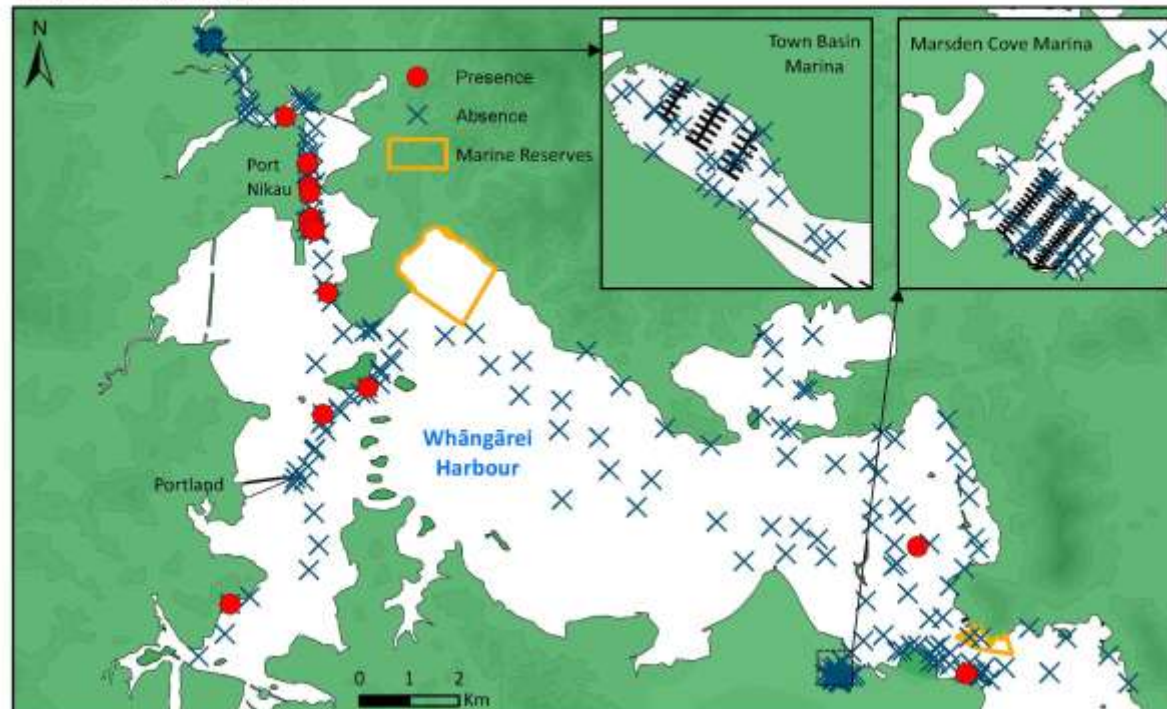 N
Presence
Absence
Marine Reserves
Town Basin
Marina
Marsden Cove Marina
Port
Nikau
Whāngārei
Harbour
Portland
0 1 2
Km